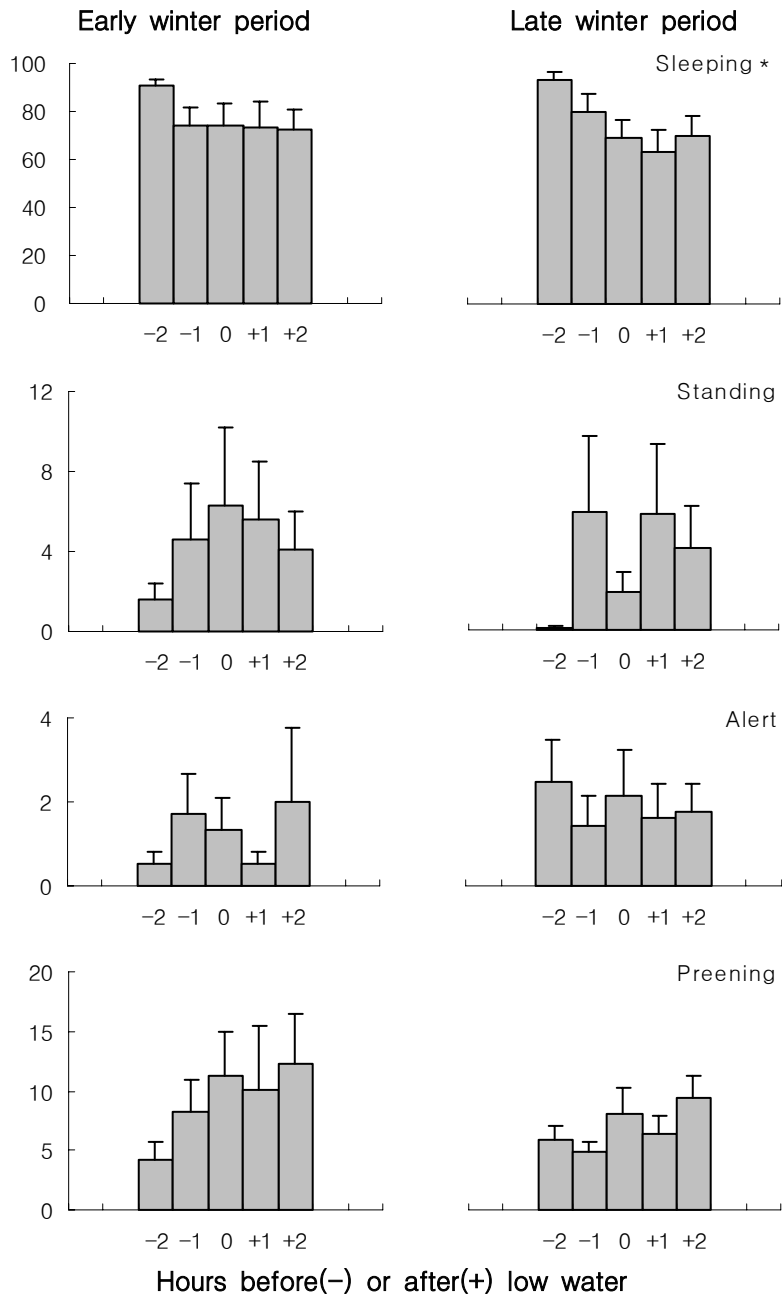 Early winter period Late winter period
Sleeping *
100
80
60
40
20
0
−2 −1 0 +1 +2 −2 −1 0 +1 +2
Standing
12
8
4
0
−2 −1 0 +1 +2 −2 −1 0 +1 +2
Alert
4
2
0
−2 −1 0 +1 +2 −2 −1 0 +1 +2
Preening
20
15
10
5
0
−2 −1 0 +1 +2 −2 −1 0 +1 +2
Hours before(−) or after(+) low water